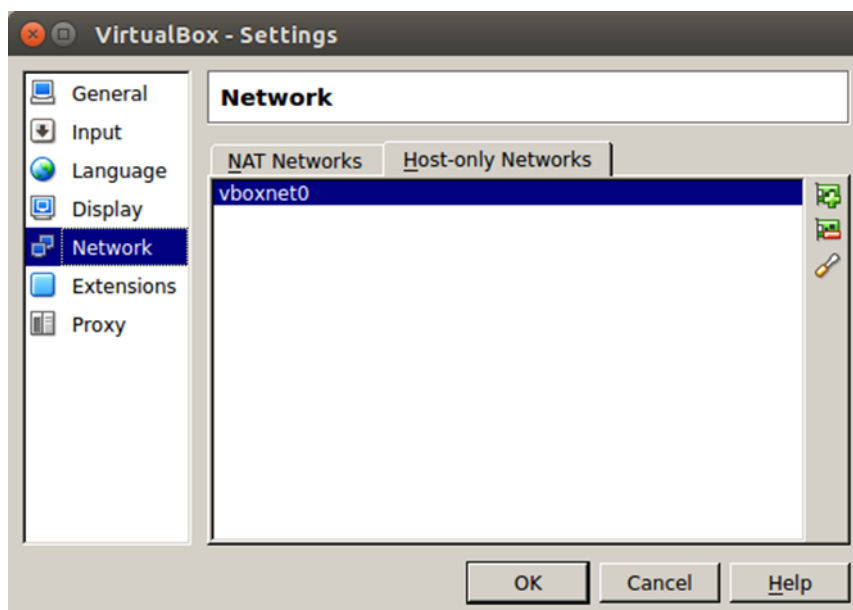 VirtualBox - Settings
General
Input
Language
Display
Network
Extensions
Proxy
Network
NAT Networks
Host-only Networks
vboxnet0
OK
Cancel
Help